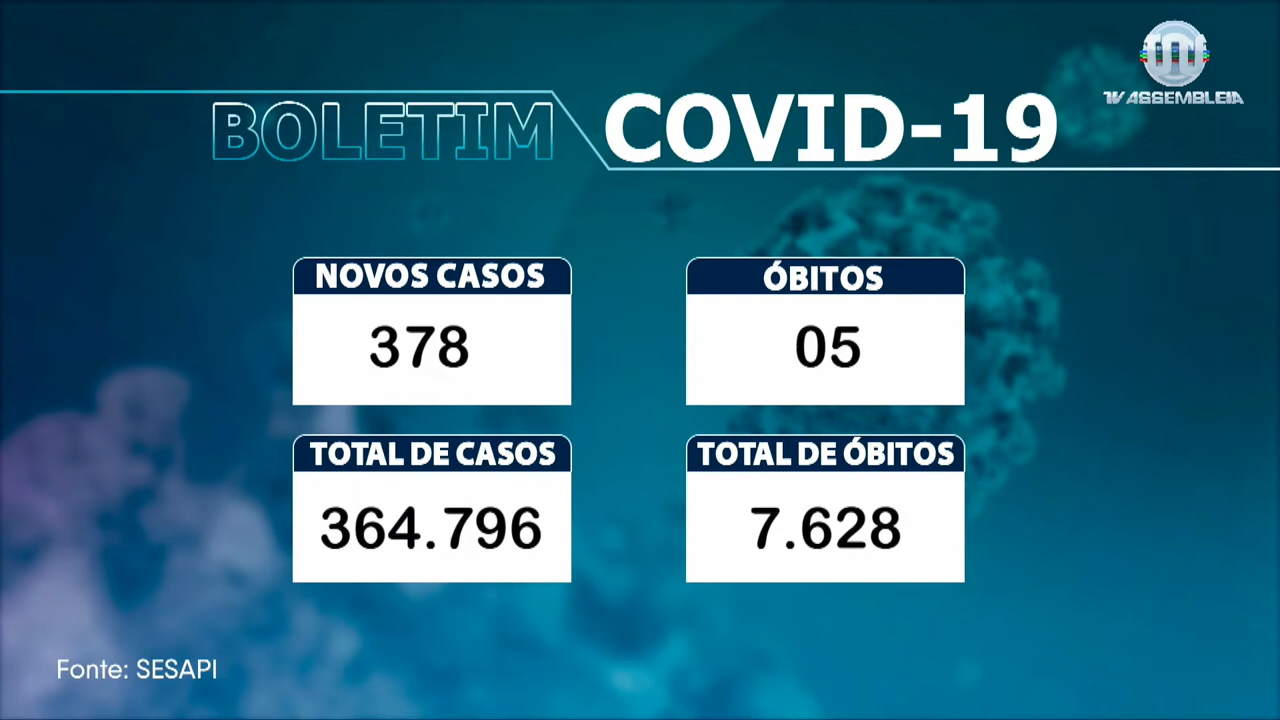 TV ASSEMBLEIA
BOLETIM COVID-19
NOVOS CASOS
378
ÓBITOS
05
TOTAL DE CASOS
364.796
TOTAL DE ÓBITOS
7.628
Fonte: SESAPI